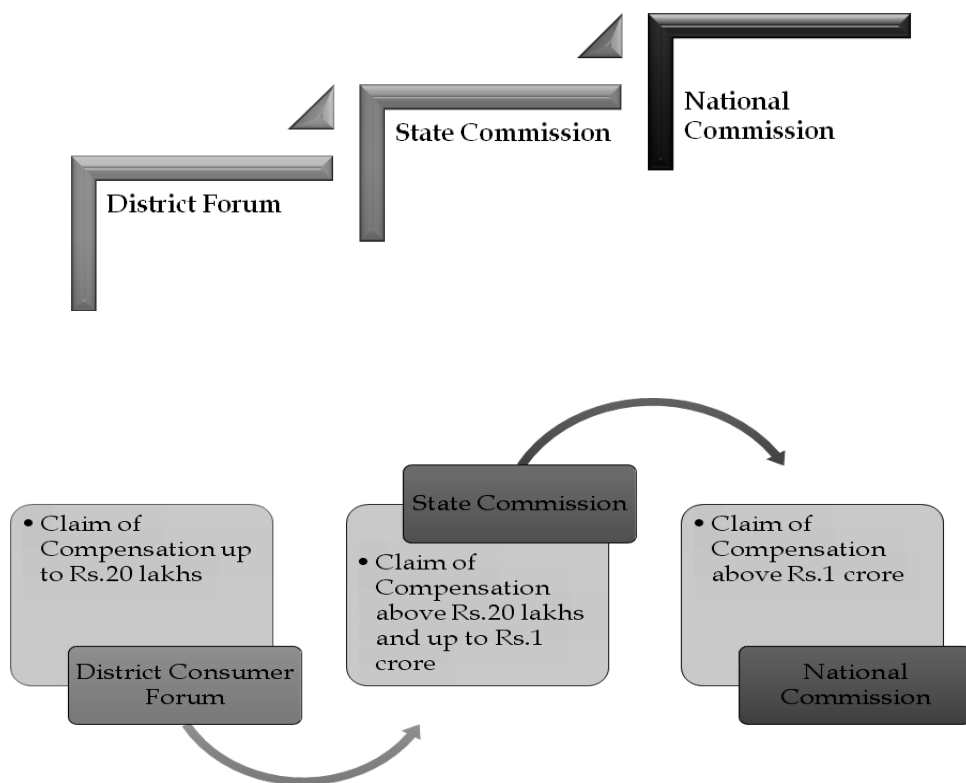 National
Commission
State Commission
District Forum
State Commission
• Claim of
Compensation up
to Rs.20 lakhs
District Consumer
Forum
• Claim of
Compensation
above Rs.20 lakhs
and up to Rs.1
crore
• Claim of
Compensation
above Rs.1 crore
National
Commission